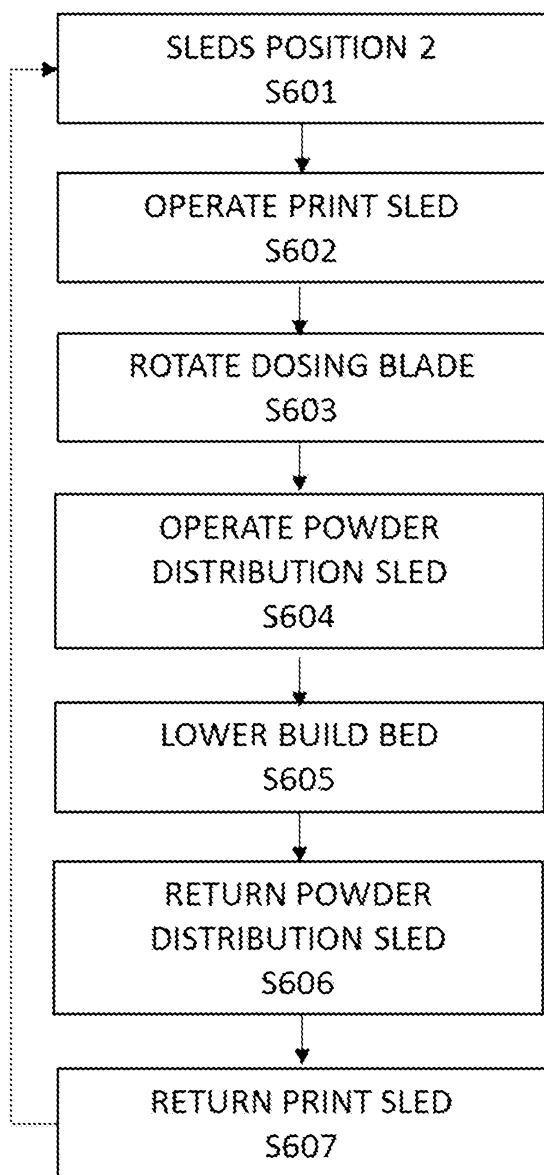 SLEDS POSITION 2
S601
OPERATE PRINT SLED
S602
ROTATE DOSING BLADE
S603
OPERATE POWDER
DISTRIBUTION SLED
S604
LOWER BUILD BED
S605
RETURN POWDER
DISTRIBUTION SLED
S606
RETURN PRINT SLED
S607